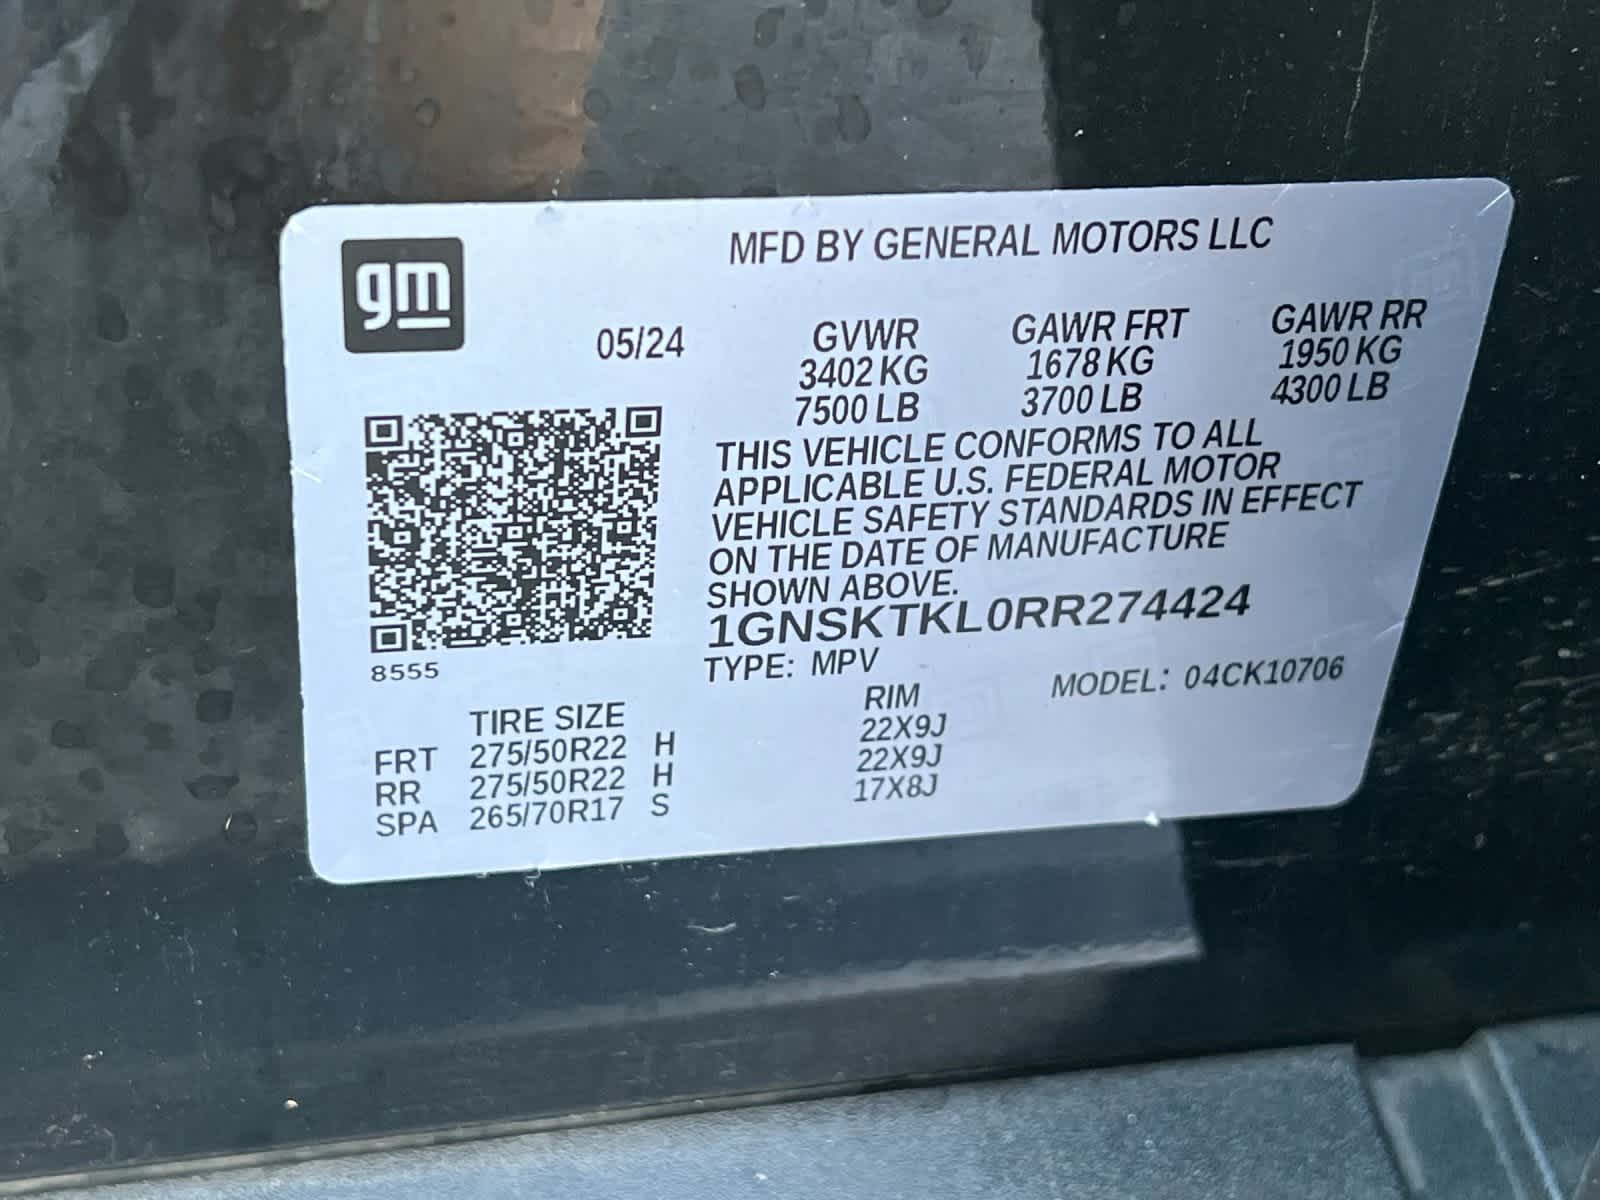 gm
MFD BY GENERAL MOTORS LLC
05/24
GVWR GAWR FRT GAWR RR
3402 KG 1678 KG 1950 KG
7500 LB 3700 LB 4300 LB
THIS VEHICLE CONFORMS TO ALL
APPLICABLE U.S. FEDERAL MOTOR
VEHICLE SAFETY STANDARDS IN EFFECT
ON THE DATE OF MANUFACTURE
SHOWN ABOVE.
1GNSKTKL0RR274424
8555
TYPE: MPV MODEL: 04CK10706
TIRE SIZE RIM
FRT 275/50R22 H 22X9J
RR 275/50R22 H 22X9J
SPA 265/70R17 S 17X8J